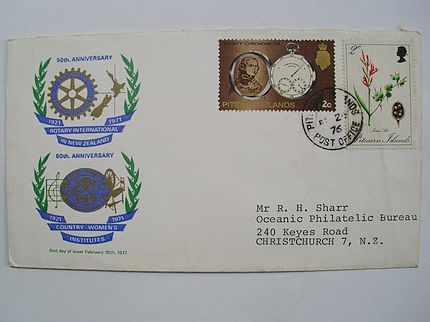 50th. ANNIVERSARY
1921 1971
ROTARY INTERNATIONAL
IN NEW ZEALAND
50th. ANNIVERSARY
1921 1971
COUNTRY WOMEN'S
INSTITUTES
first day of issue February 10th. 1971
BOUNTY CHRONOMETER
PITCAIRN ISLANDS
2c
Pitcairn Islands
POST OFFICE
76
Mr R. H. Sharr
Oceanic Philatelic Bureau
240 Keyes Road
CHRISTCHURCH 7, N.Z.